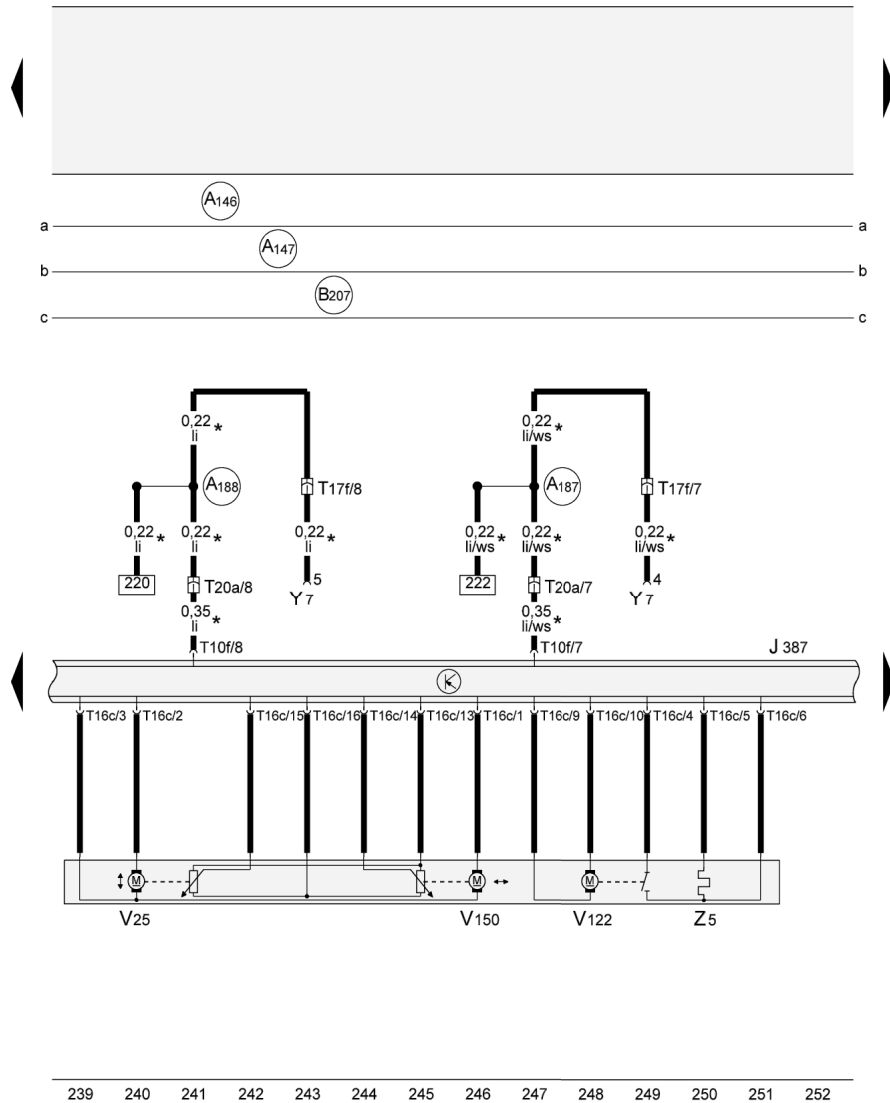 A146
a a
A147
b b
B207
c c
0,22 * 0,22 *
li li/ws
A188 T17f/8 A187 T17f/7
0,22 * 0,22 * 0,22 * 0,22 * 0,22 * 0,22 *
li li li li/ws li/ws li/ws
220 T20a/8 5 222 T20a/7 4
Y7 Y7
0,35 * 0,35 *
li li/ws
T10f/8 T10f/7 J 387
T16c/3 T16c/2 T16c/15 T16c/16 T16c/14 T16c/13 T16c/1 T16c/9 T16c/10 T16c/4 T16c/5 T16c/6
M M M
V25 V150 V122 Z5
239 240 241 242 243 244 245 246 247 248 249 250 251 252